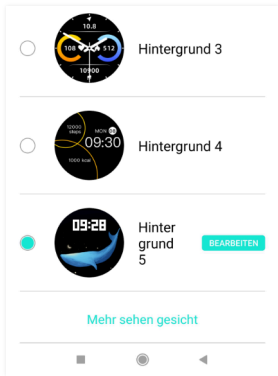 10.8
108 512
10900
Hintergrund 3
12000
steps
MON 08
09:30
1000 kcal
Hintergrund 4
09:28
Hinter
grund
5
BEARBEITEN
Mehr sehen gesicht